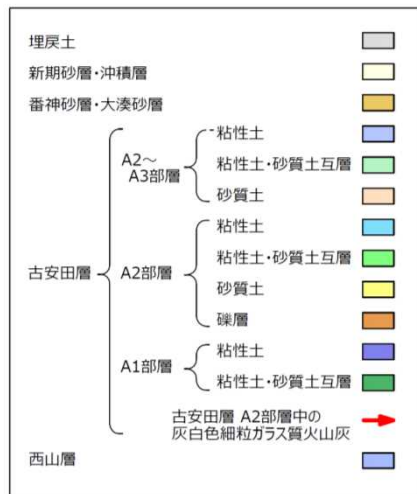 埋戻土
新期砂層・沖積層
番神砂層・大湊砂層
古安田層
A2～
A3部層
粘性土
粘性土・砂質土互層
砂質土
A2部層
粘性土
粘性土・砂質土互層
砂質土
礫層
A1部層
粘性土
粘性土・砂質土互層
古安田層 A2部層中の
灰白色細粒ガラス質火山灰
西山層